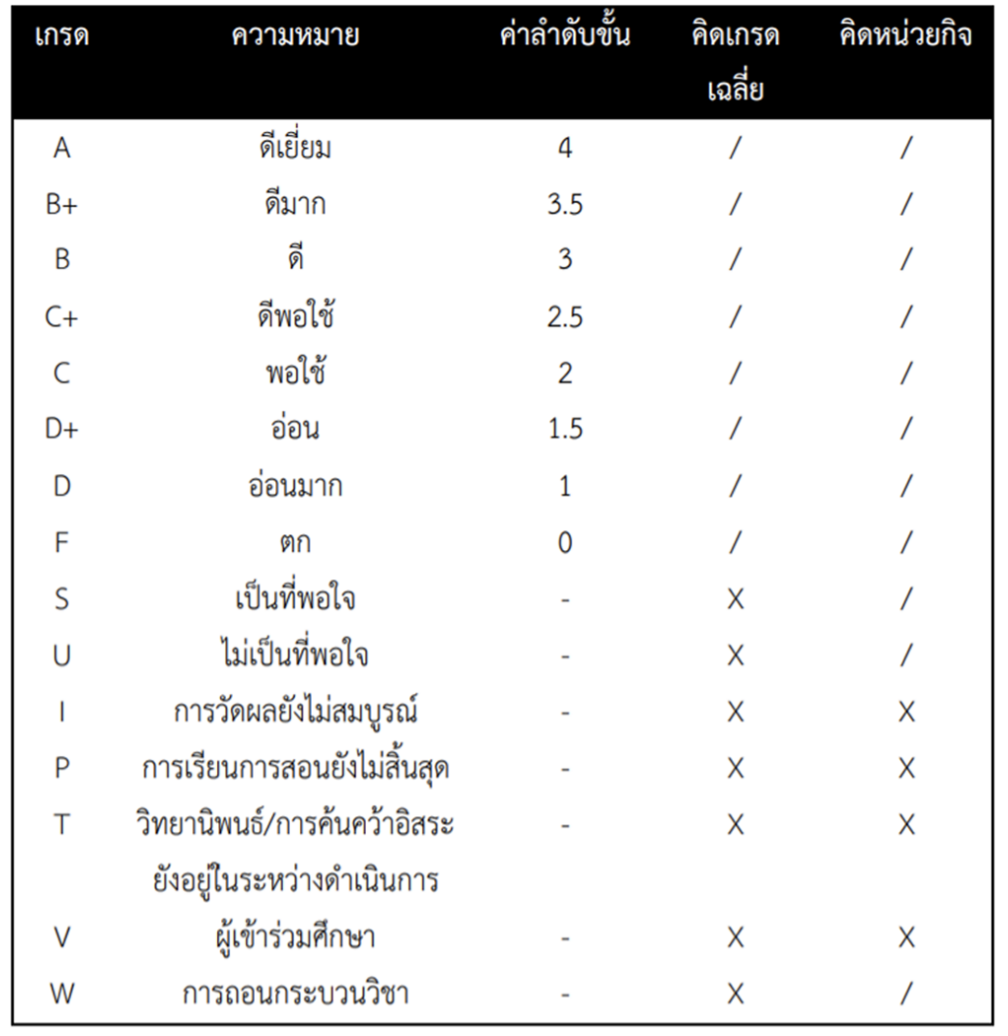 เกรด ความหมาย ค่าลำดับขั้น คิดเกรด คิดหน่วยกิจ
เฉลี่ย
A ดีเยี่ยม 4 / /
B+ ดีมาก 3.5 / /
B ดี 3 / /
C+ ดีพอใช้ 2.5 / /
C พอใช้ 2 / /
D+ อ่อน 1.5 / /
D อ่อนมาก 1 / /
F ตก 0 / /
S เป็นที่พอใจ - X /
U ไม่เป็นที่พอใจ - X /
I การวัดผลยังไม่สมบูรณ์ - X X
P การเรียนการสอนยังไม่สิ้นสุด - X X
T วิทยานิพนธ์/การค้นคว้าอิสระ - X X
ยังอยู่ในระหว่างดำเนินการ
V ผู้เข้าร่วมศึกษา - X X
W การถอนกระบวนวิชา - X /